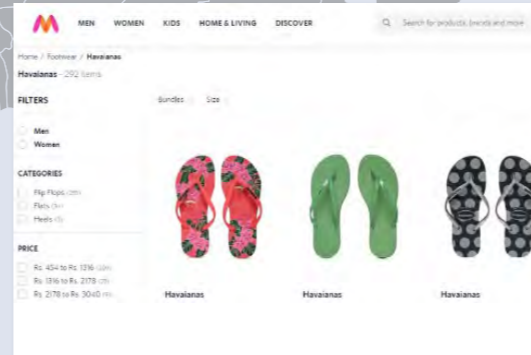 MEN WOMEN KIDS HOME & LIVING DISCOVER Search for products, brands and more
Home / Footwear / Havaianas
Havaianas - 292 items
FILTERS
Bundles Size
Men
Women
CATEGORIES
Flip Flops
Flats
Heels
PRICE
Rs. 454 to Rs. 1316
Rs. 1316 to Rs. 2178
Rs. 2178 to Rs. 3040
Havaianas Havaianas Havaianas